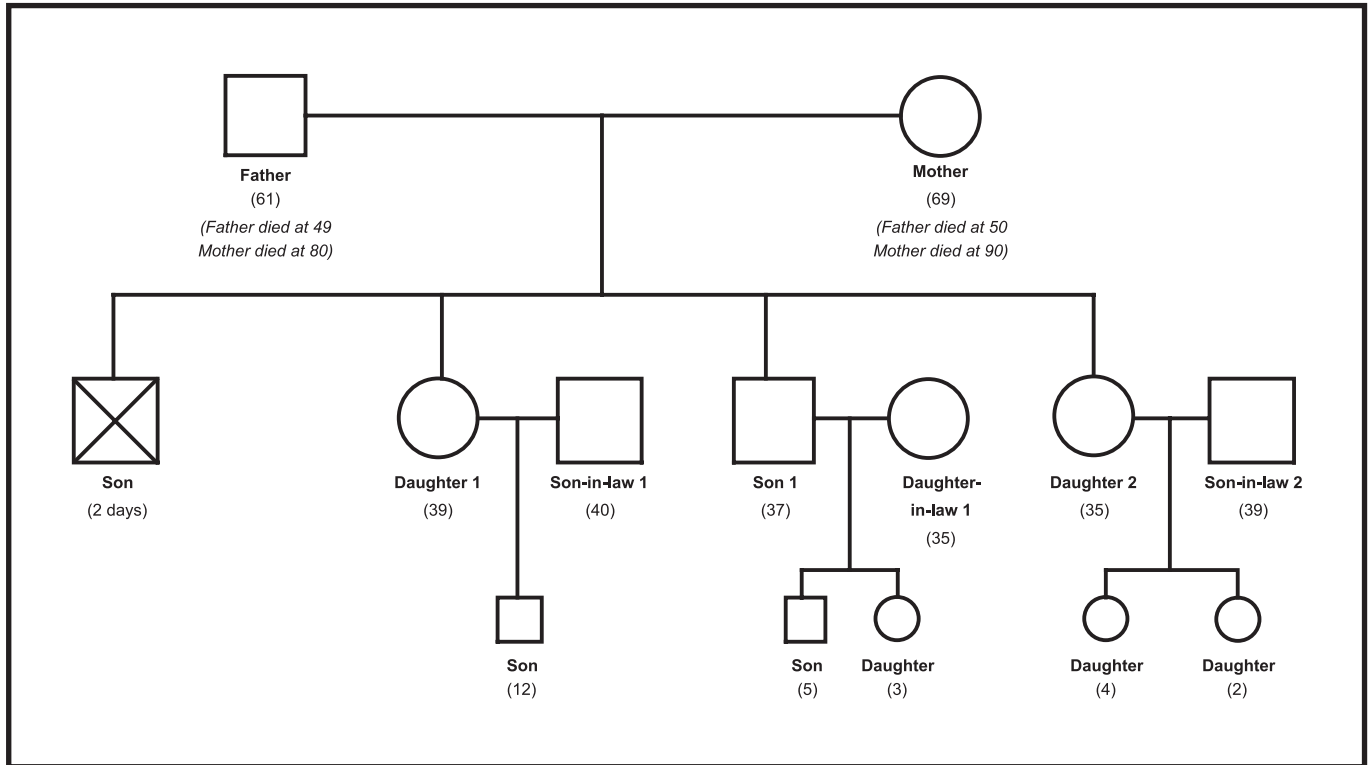 Father
(61)
(Father died at 49
Mother died at 80)
Mother
(69)
(Father died at 50
Mother died at 90)
Son
(2 days)
Daughter 1
(39)
Son-in-law 1
(40)
Son 1
(37)
Daughter-
in-law 1
(35)
Daughter 2
(35)
Son-in-law 2
(39)
Son
(12)
Son
(5)
Daughter
(3)
Daughter
(4)
Daughter
(2)